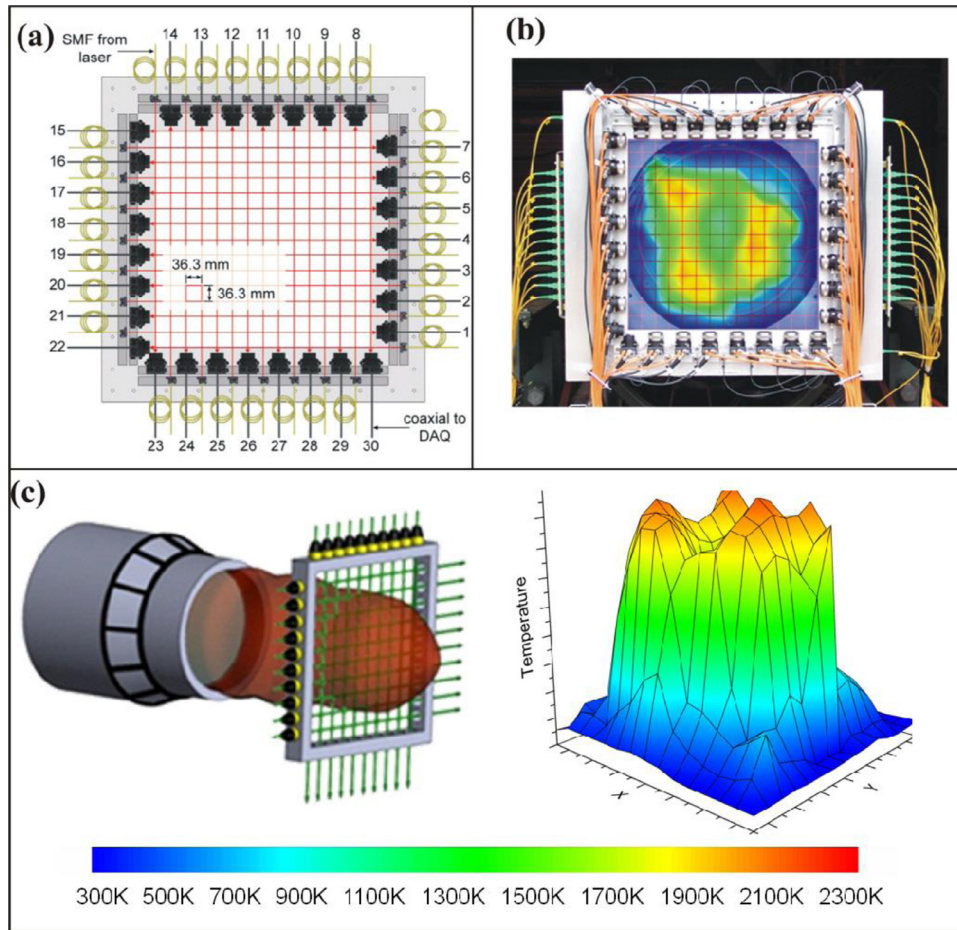 (a)
SMF from
laser
14 13 12 11 10 9 8
15
16
17
18
19
20
21
22
7
6
5
4
3
2
1
36.3 mm
36.3 mm
23 24 25 26 27 28 29 30
coaxial to
DAQ
(b)
(c)
Temperature
X
Y
300K 500K 700K 900K 1100K 1300K 1500K 1700K 1900K 2100K 2300K